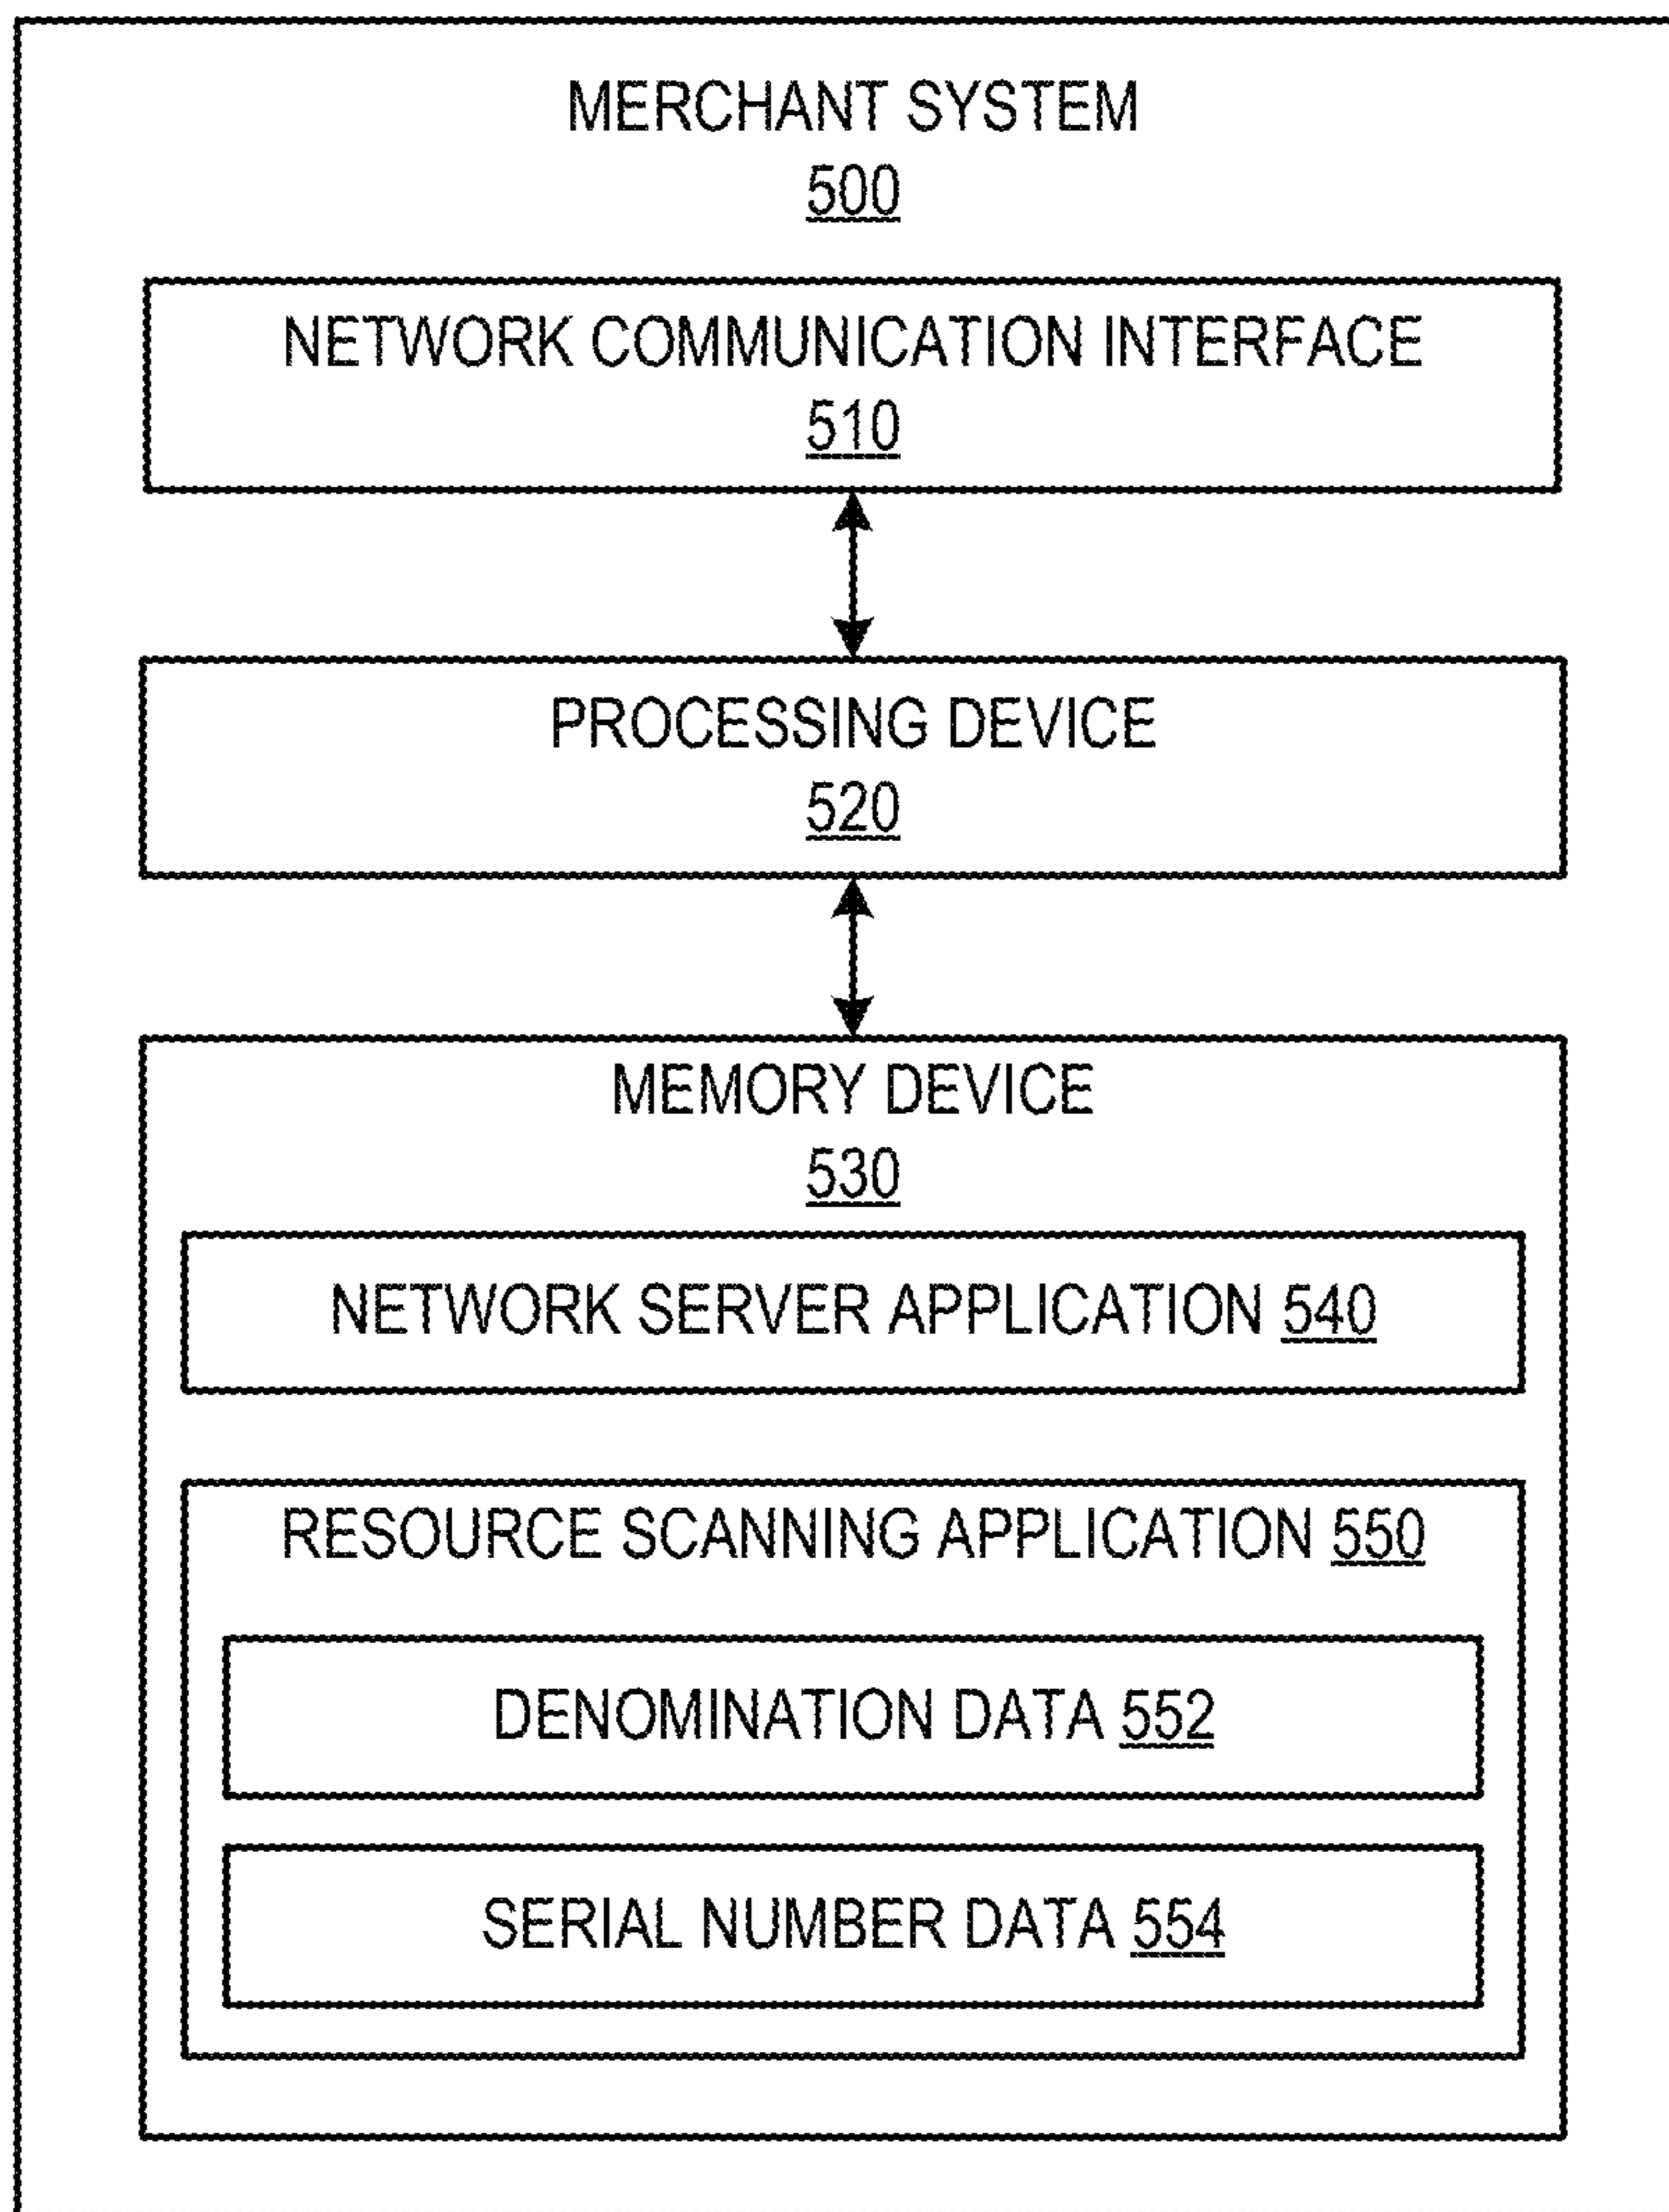 MERCHANT SYSTEM
500
NETWORK COMMUNICATION INTERFACE
510
PROCESSING DEVICE
520
MEMORY DEVICE
530
NETWORK SERVER APPLICATION 540
RESOURCE SCANNING APPLICATION 550
DENOMINATION DATA 552
SERIAL NUMBER DATA 554